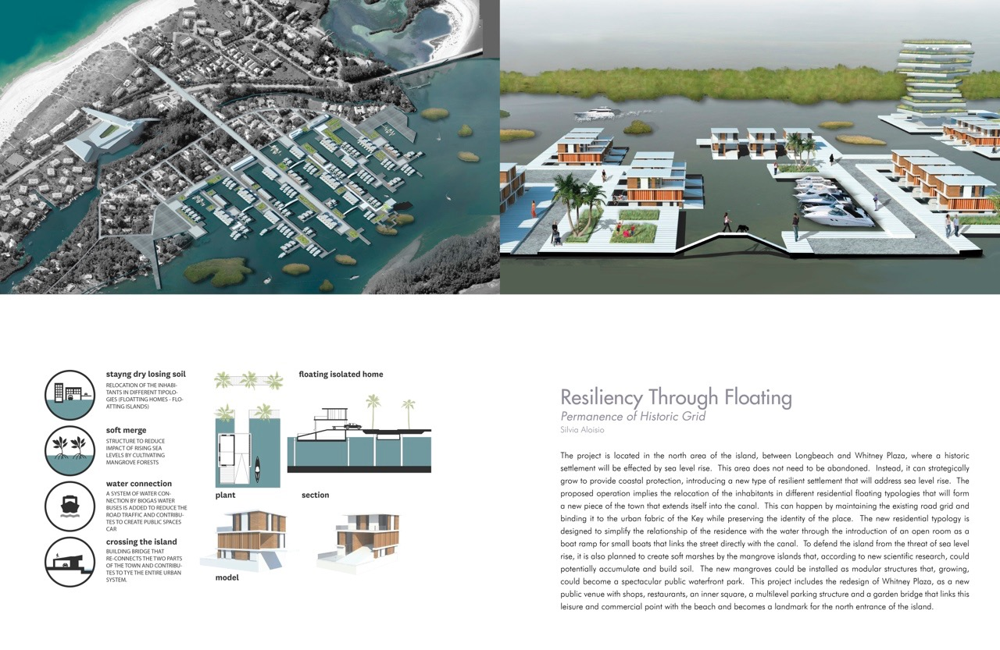 stayng dry losing soil
RELOCATION OF THE INHABI-
TANTS IN DIFFERENT TIPOLO-
GIES (FLOATTING HOMES - FLO-
ATTING ISLANDS)
soft merge
STRUCTURE TO REDUCE
IMPACT OF RISING SEA
LEVELS BY CULTIVATING
MANGROVE FORESTS
water connection
A SYSTEM OF WATER CON-
NECTION BY BIOGAS WATER
BUSES IS ADDED TO REDUCE THE
ROAD TRAFFIC AND CONTRIBU-
TES TO CREATE PUBLIC SPACES
CAR
crossing the island
BUILDING BRIDGE THAT
RE-CONNECTS THE TWO PARTS
OF THE TOWN AND CONTRIBU-
TES TO TYE THE ENTIRE URBAN
SYSTEM.
floating isolated home
plant
section
model
Resiliency Through Floating
Permanence of Historic Grid
Silvia Aloisio
The project is located in the north area of the island, between Longbeach and Whitney Plaza, where a historic
settlement will be effected by sea level rise. This area does not need to be abandoned. Instead, it can strategically
grow to provide coastal protection, introducing a new type of resilient settlement that will address sea level rise. The
proposed operation implies the relocation of the inhabitants in different residential floating typologies that will form
a new piece of the town that extends itself into the canal. This can happen by maintaining the existing road grid and
binding it to the urban fabric of the Key while preserving the identity of the place. The new residential typology is
designed to simplify the relationship of the residence with the water through the introduction of an open room as a
boat ramp for small boats that links the street directly with the canal. To defend the island from the threat of sea level
rise, it is also planned to create soft marshes by the mangrove islands that, according to new scientific research, could
potentially accumulate and build soil. The new mangroves could be installed as modular structures that, growing,
could become a spectacular public waterfront park. This project includes the redesign of Whitney Plaza, as a new
public venue with shops, restaurants, an inner square, a multilevel parking structure and a garden bridge that links this
leisure and commercial point with the beach and becomes a landmark for the north entrance of the island.